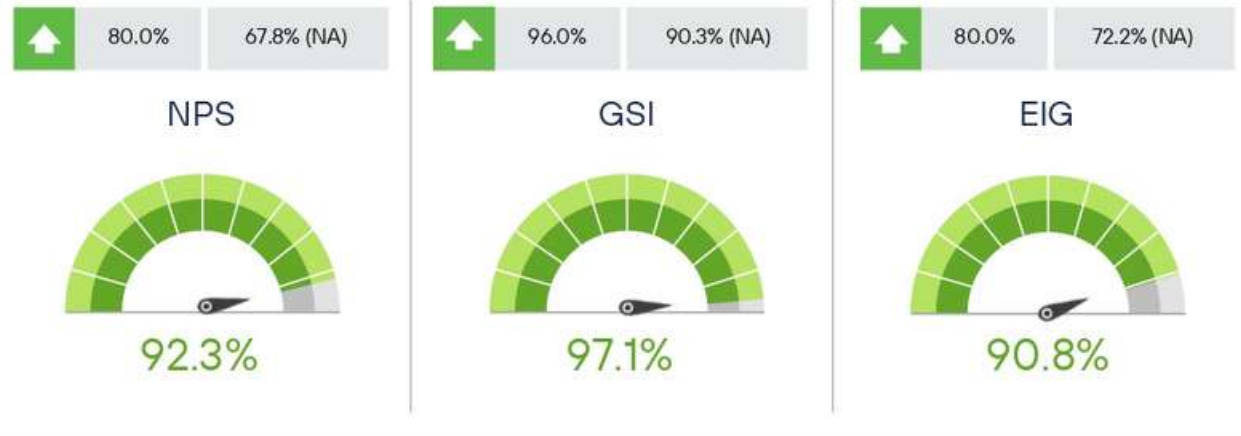 80.0% 67.8% (NA)
NPS
92.3%
96.0% 90.3% (NA)
GSI
97.1%
80.0% 72.2% (NA)
EIG
90.8%